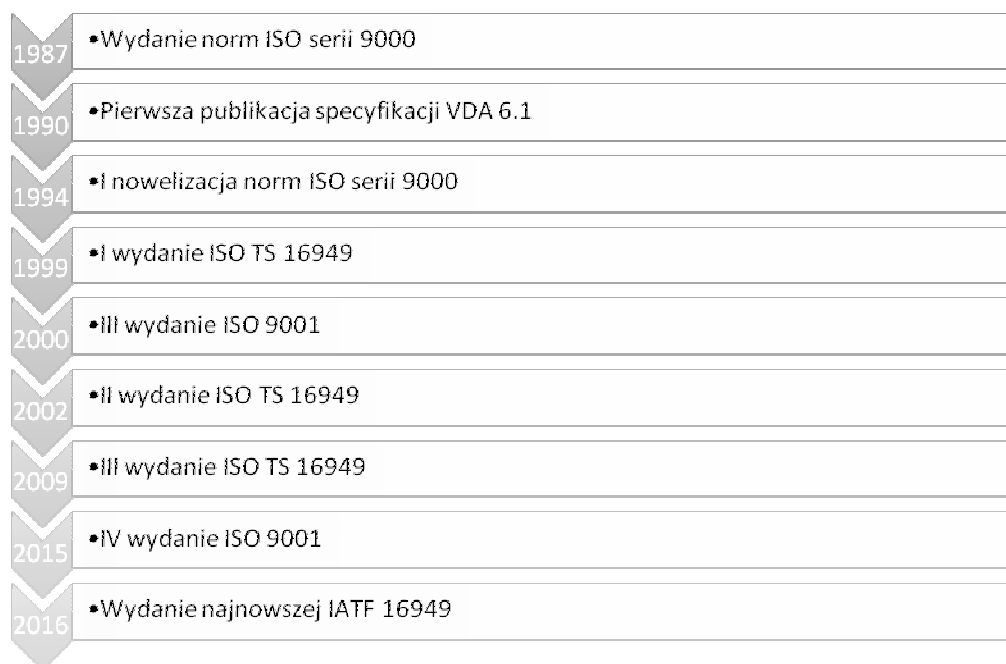 1987 •Wydanie norm ISO serii 9000
1990 •Pierwsza publikacja specyfikacji VDA 6.1
1994 •I nowelizacja norm ISO serii 9000
1999 •I wydanie ISO TS 16949
2000 •III wydanie ISO 9001
2002 •II wydanie ISO TS 16949
2009 •III wydanie ISO TS 16949
2015 •IV wydanie ISO 9001
2016 •Wydanie najnowszej IATF 16949